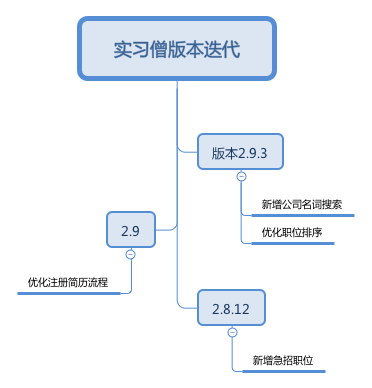 实习僧版本迭代
版本2.9.3
新增公司名词搜索
优化职位排序
2.9
优化注册简历流程
2.8.12
新增急招职位